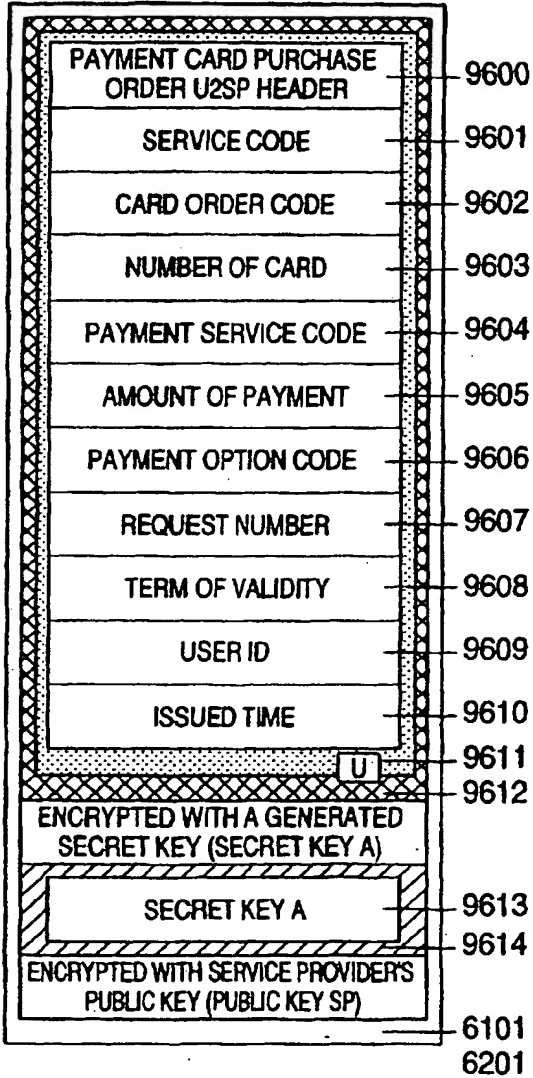 PAYMENT CARD PURCHASE
ORDER U2SP HEADER
9600
SERVICE CODE
9601
CARD ORDER CODE
9602
NUMBER OF CARD
9603
PAYMENT SERVICE CODE
9604
AMOUNT OF PAYMENT
9605
PAYMENT OPTION CODE
9606
REQUEST NUMBER
9607
TERM OF VALIDITY
9608
USER ID
9609
ISSUED TIME
9610
U
9611
9612
ENCRYPTED WITH A GENERATED
SECRET KEY (SECRET KEY A)
SECRET KEY A
9613
9614
ENCRYPTED WITH SERVICE PROVIDER'S
PUBLIC KEY (PUBLIC KEY SP)
6101
6201